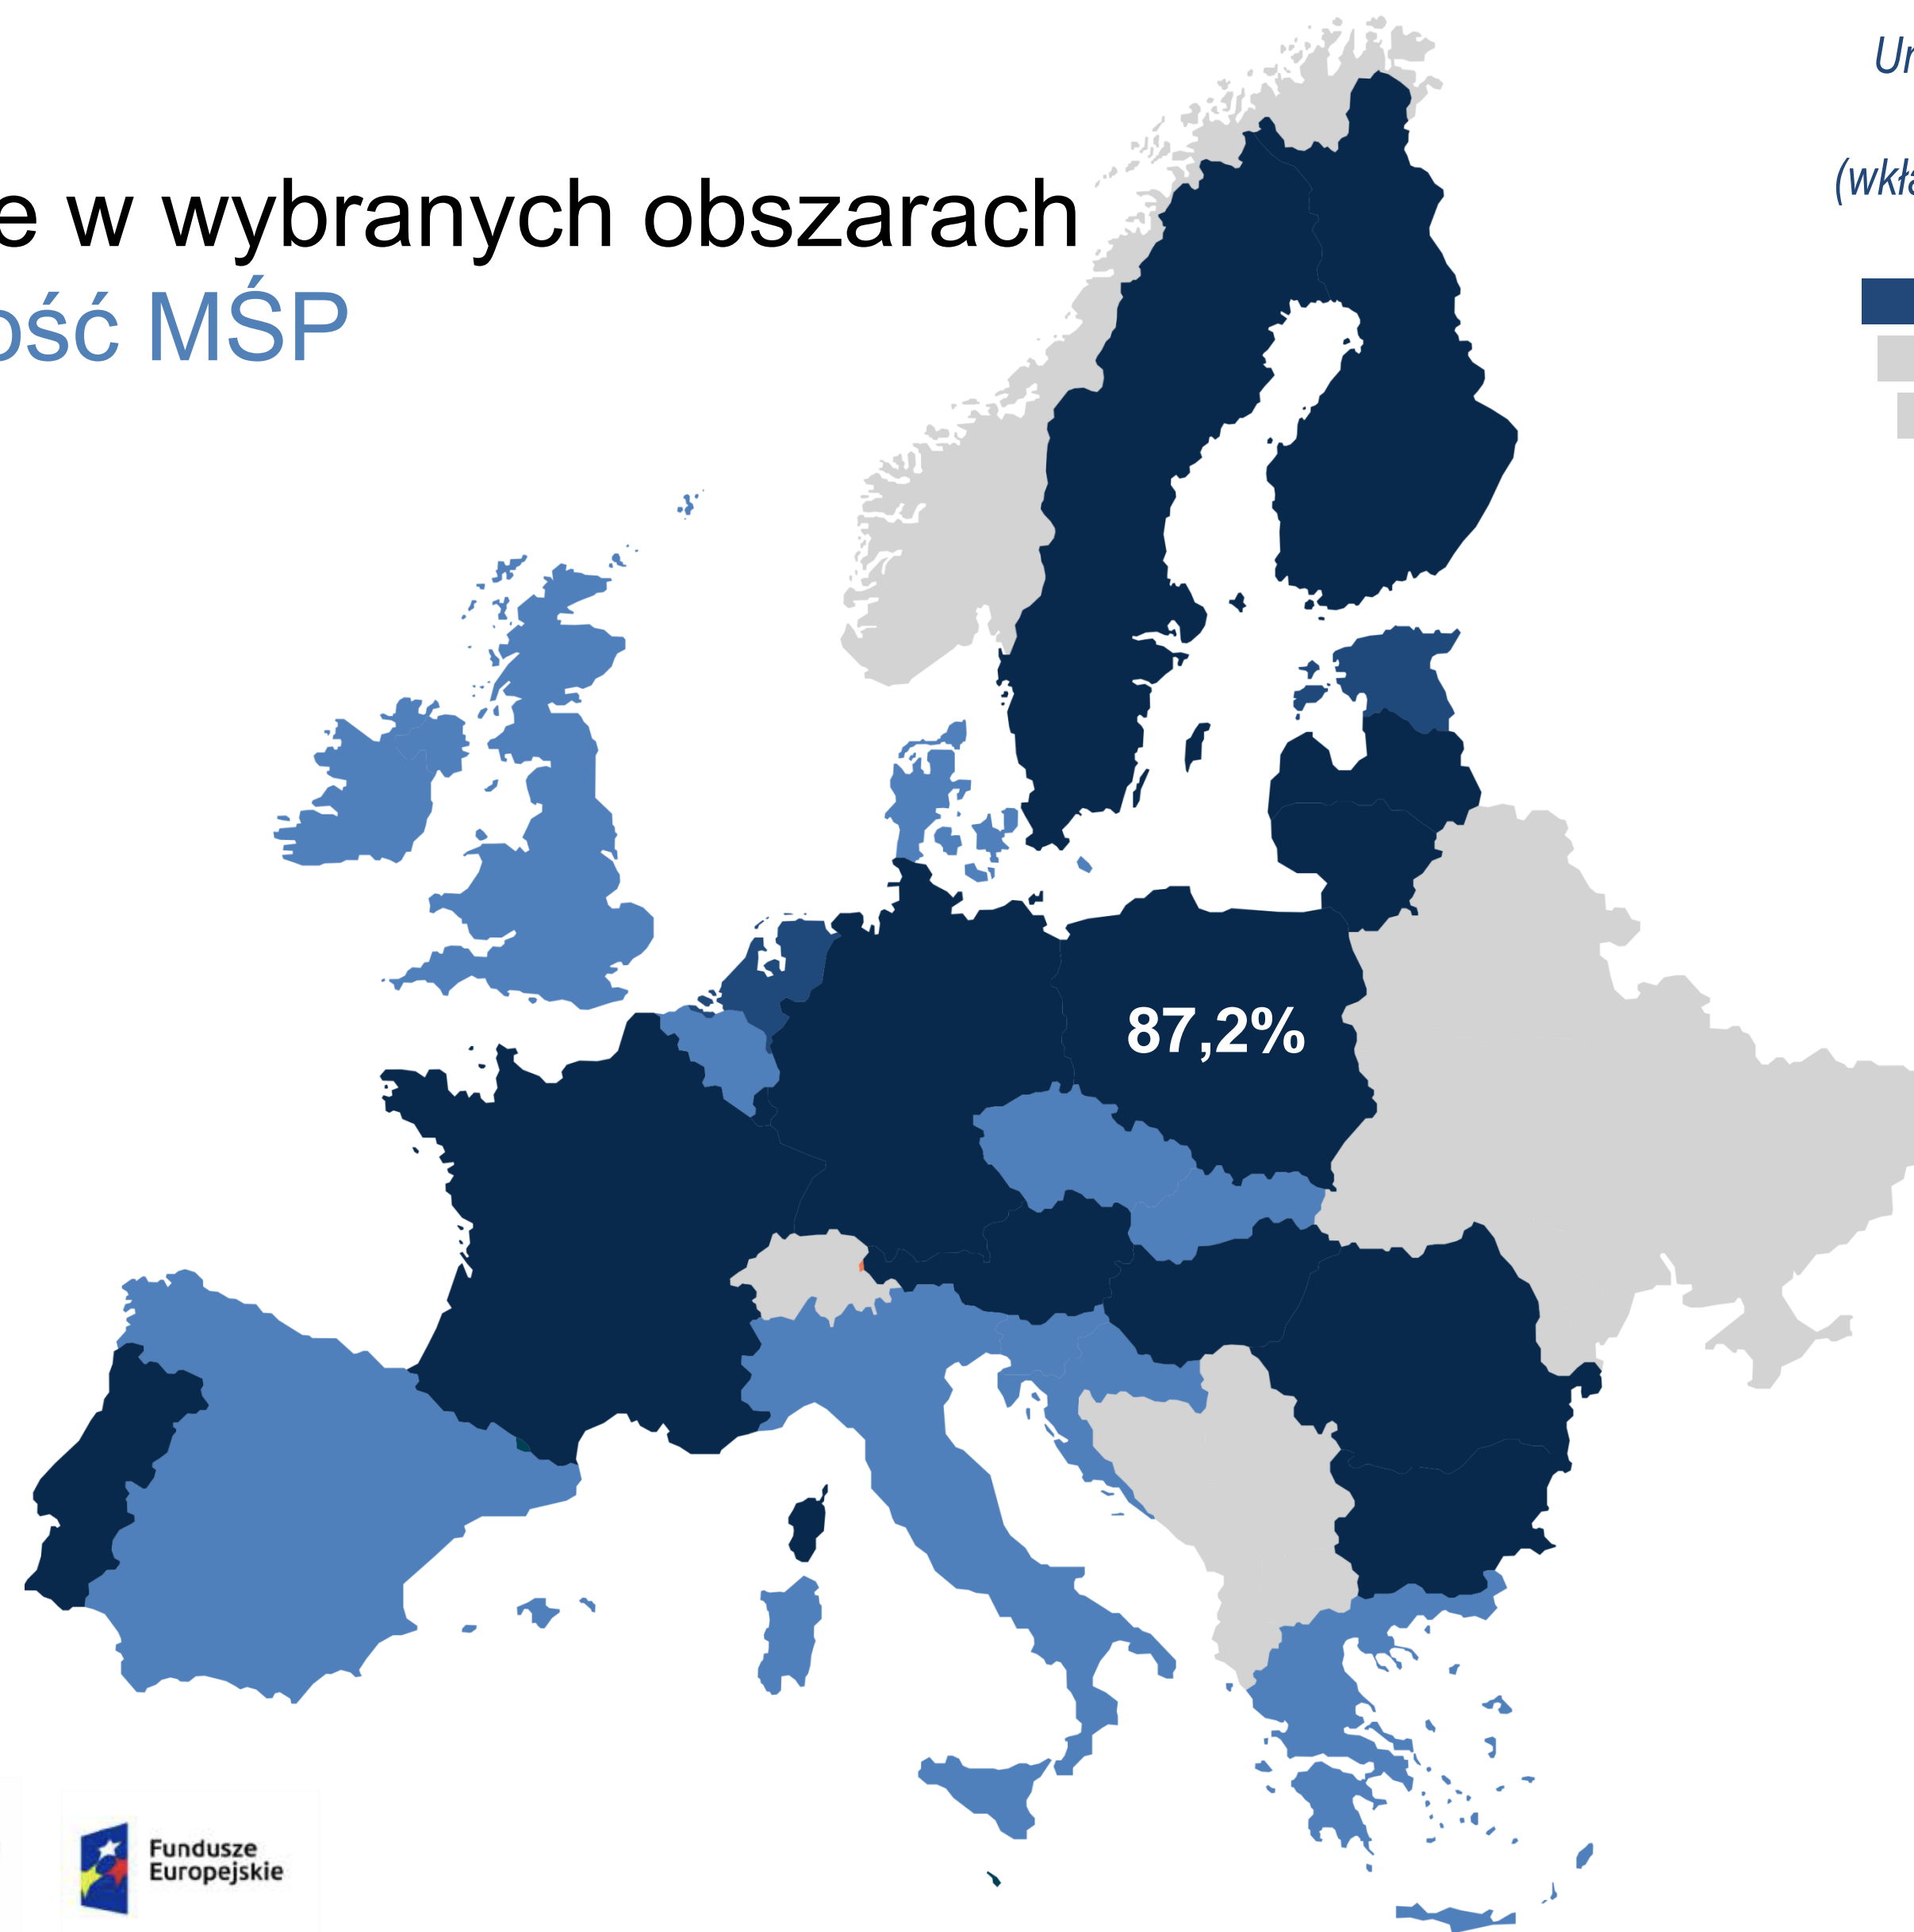 e w wybranych obszarach
ość MŚP
87,2%
Fundusze
Europejskie